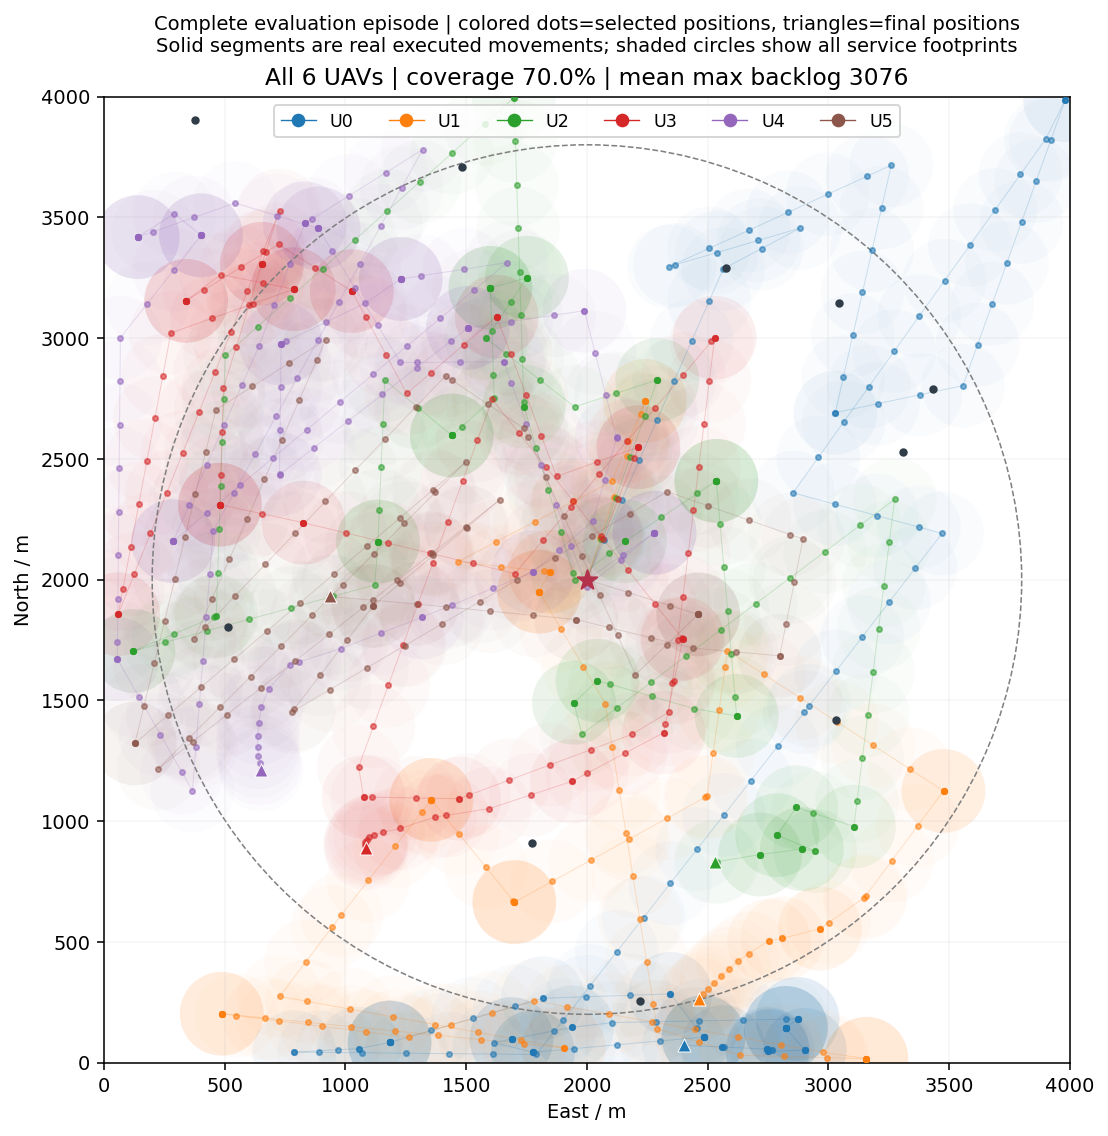 Complete evaluation episode | colored dots=selected positions, triangles=final positions
Solid segments are real executed movements; shaded circles show all service footprints
All 6 UAVs | coverage 70.0% | mean max backlog 3076
U0 U1 U2 U3 U4 U5
4000
3500
3000
2500
2000
1500
1000
500
0
North / m
0 500 1000 1500 2000 2500 3000 3500 4000
East / m